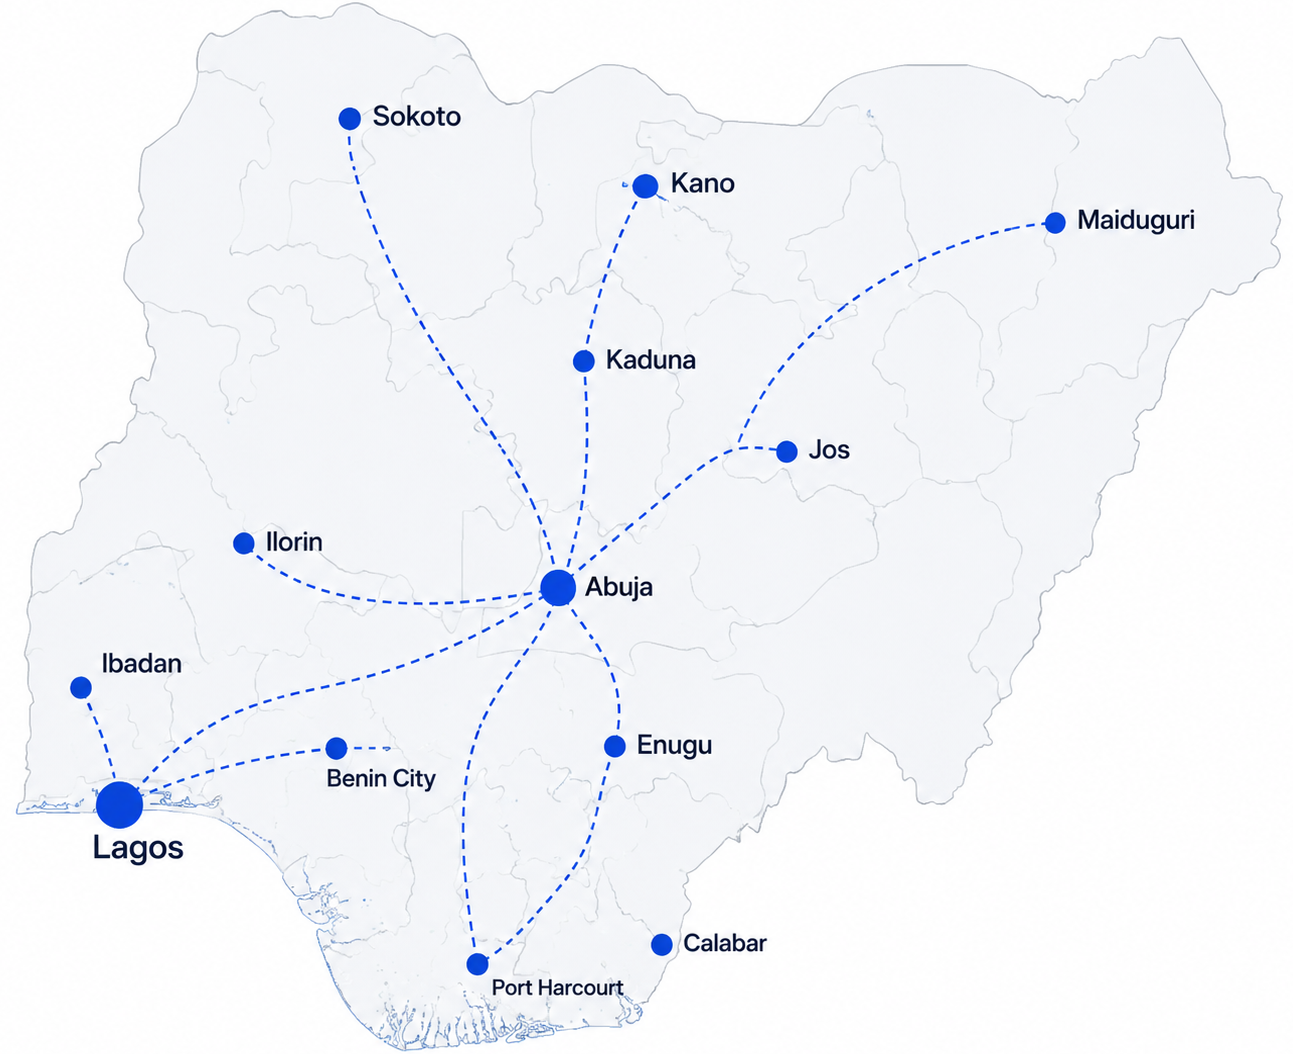 Sokoto
Kano
Maiduguri
Kaduna
Jos
Ilorin
Abuja
Ibadan
Enugu
Benin City
Lagos
Calabar
Port Harcourt